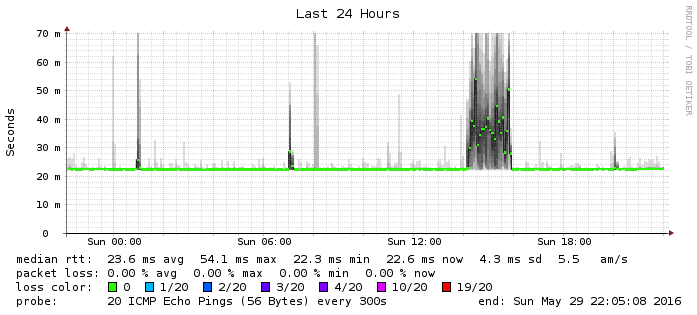 Last 24 Hours
RRDTOOL / TOBI OETIKER
Seconds
70 m
60 m
50 m
40 m
30 m
20 m
10 m
0
Sun 00:00 Sun 06:00 Sun 12:00 Sun 18:00
median rtt: 23.6 ms avg 54.1 ms max 22.3 ms min 22.6 ms now 4.3 ms sd 5.5 am/s
packet loss: 0.00 % avg 0.00 % max 0.00 % min 0.00 % now
loss color: 0 1/20 2/20 3/20 4/20 10/20 19/20
probe: 20 ICMP Echo Pings (56 Bytes) every 300s end: Sun May 29 22:05:08 2016